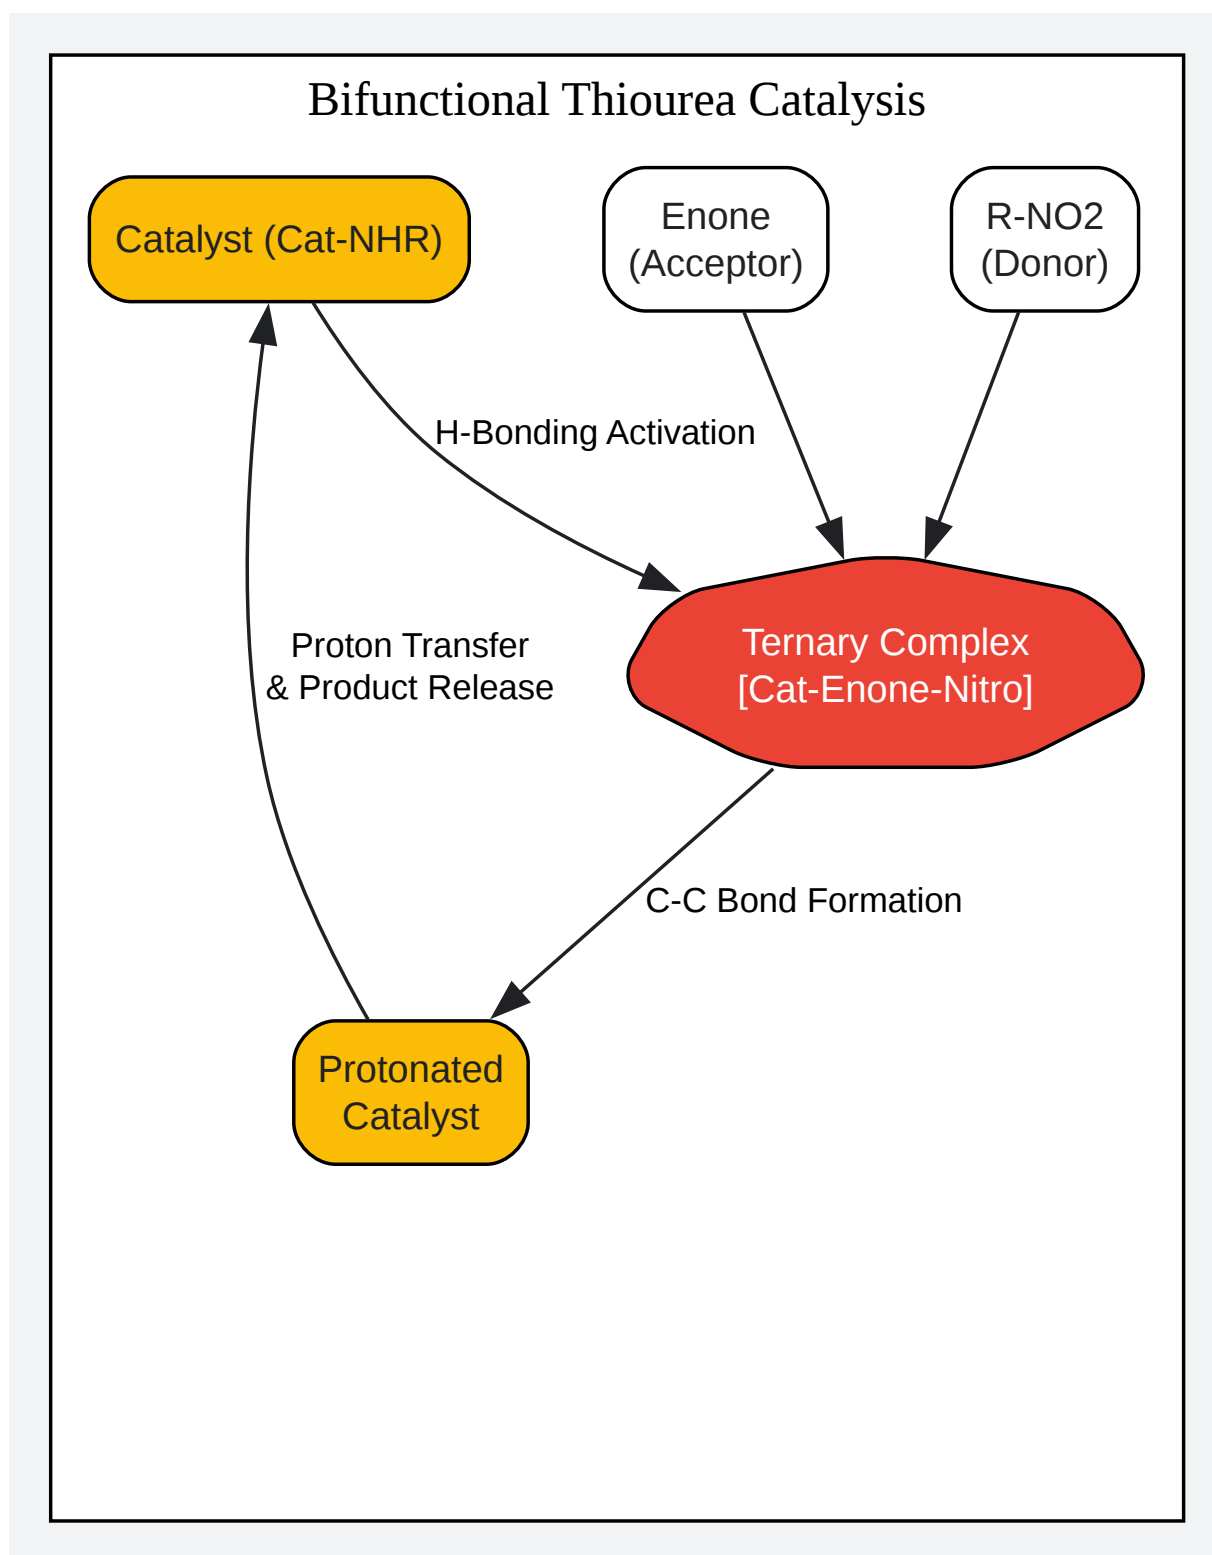 Bifunctional Thiourea Catalysis
Catalyst (Cat-NHR)
Enone
(Acceptor)
R-NO2
(Donor)
H-Bonding Activation
Proton Transfer
& Product Release
Ternary Complex
[Cat-Enone-Nitro]
C-C Bond Formation
Protonated
Catalyst